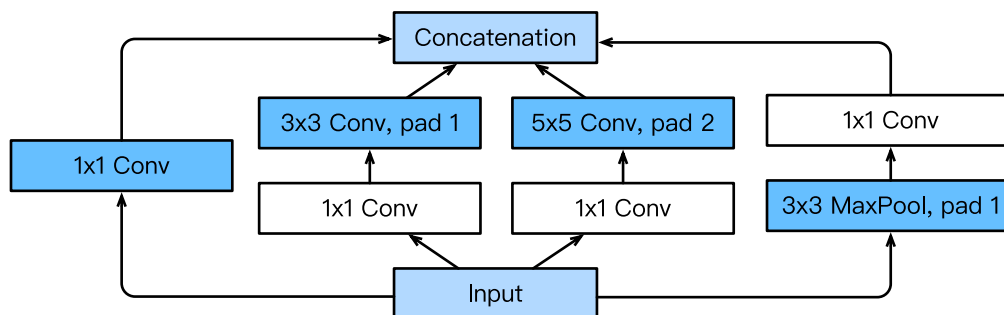 Concatenation
3x3 Conv, pad 1
5x5 Conv, pad 2
1x1 Conv
1x1 Conv
1x1 Conv
1x1 Conv
3x3 MaxPool, pad 1
Input